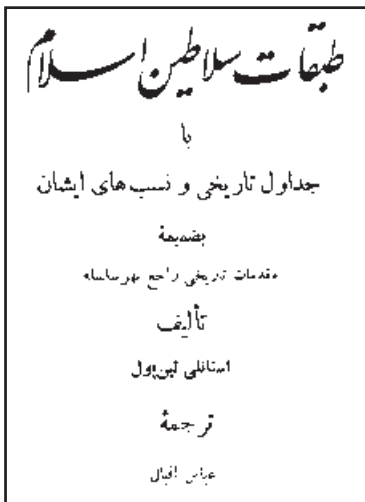 طبقات سلاطین اسلام
با
جداول تاریخی و نسب‌های ایشان
بضمیمهٔ
مقدمات تاریخی راجع بهر سلسله
تألیف
استانلی لین‌پول
ترجمهٔ
عباس اقبال